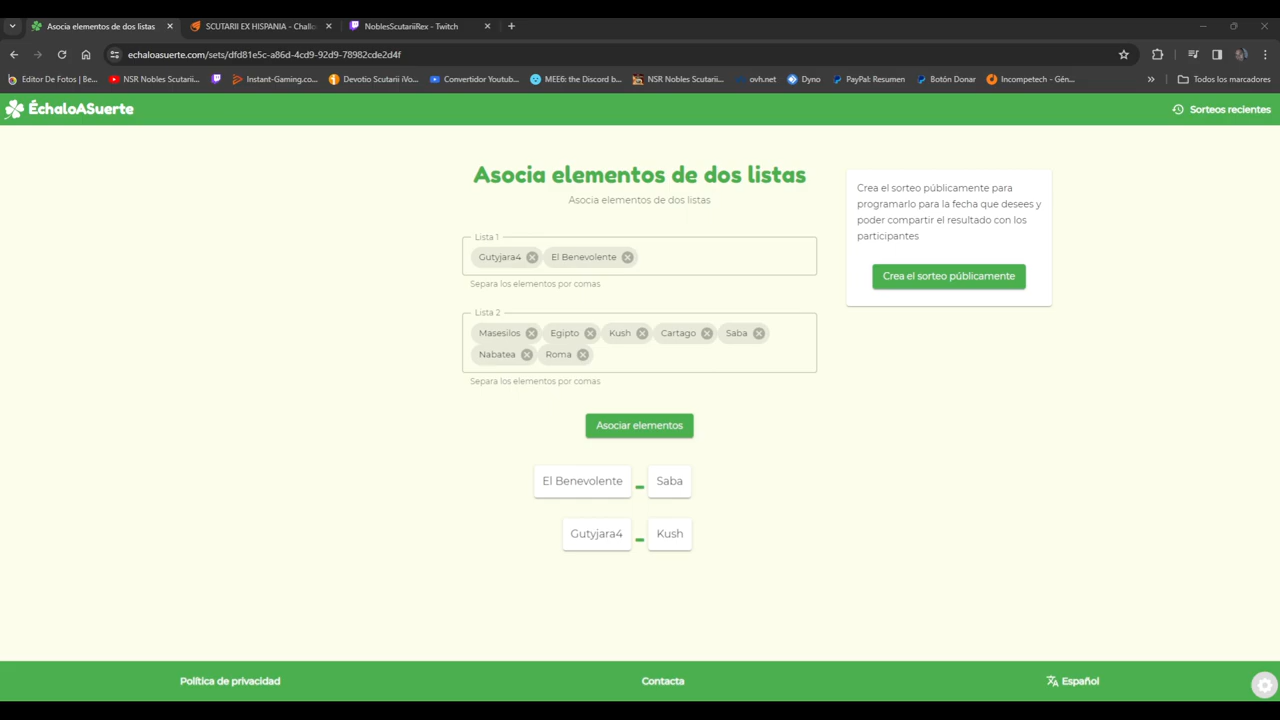 Asocia elementos de dos listas
SCUTARII EX HISPANIA - Challo
NoblesScutariiRex - Twitch
echaloasuerte.com/sets/dfd81e5c-a86d-4cd9-92d9-78982cde2d4f
Editor De Fotos | Be...
NSR Nobles Scutarii...
Instant-Gaming.co...
Devotio Scutarii iVo...
Convertidor Youtub...
MEE6: the Discord b...
NSR Nobles Scutarii...
ovh.net
Dyno
PayPal: Resumen
Botón Donar
Incompetech - Gén...
»
Todos los marcadores
ÉchaloASuerte
Sorteos recientes
Asocia elementos de dos listas
Asocia elementos de dos listas
Lista 1
Gutyjara4 El Benevolente
Separa los elementos por comas
Lista 2
Masesilos Egipto Kush Cartago Saba
Nabatea Roma
Separa los elementos por comas
Asociar elementos
El Benevolente - Saba
Gutyjara4 - Kush
Crea el sorteo públicamente para
programarlo para la fecha que desees y
poder compartir el resultado con los
participantes
Crea el sorteo públicamente
Política de privacidad
Contacta
Español